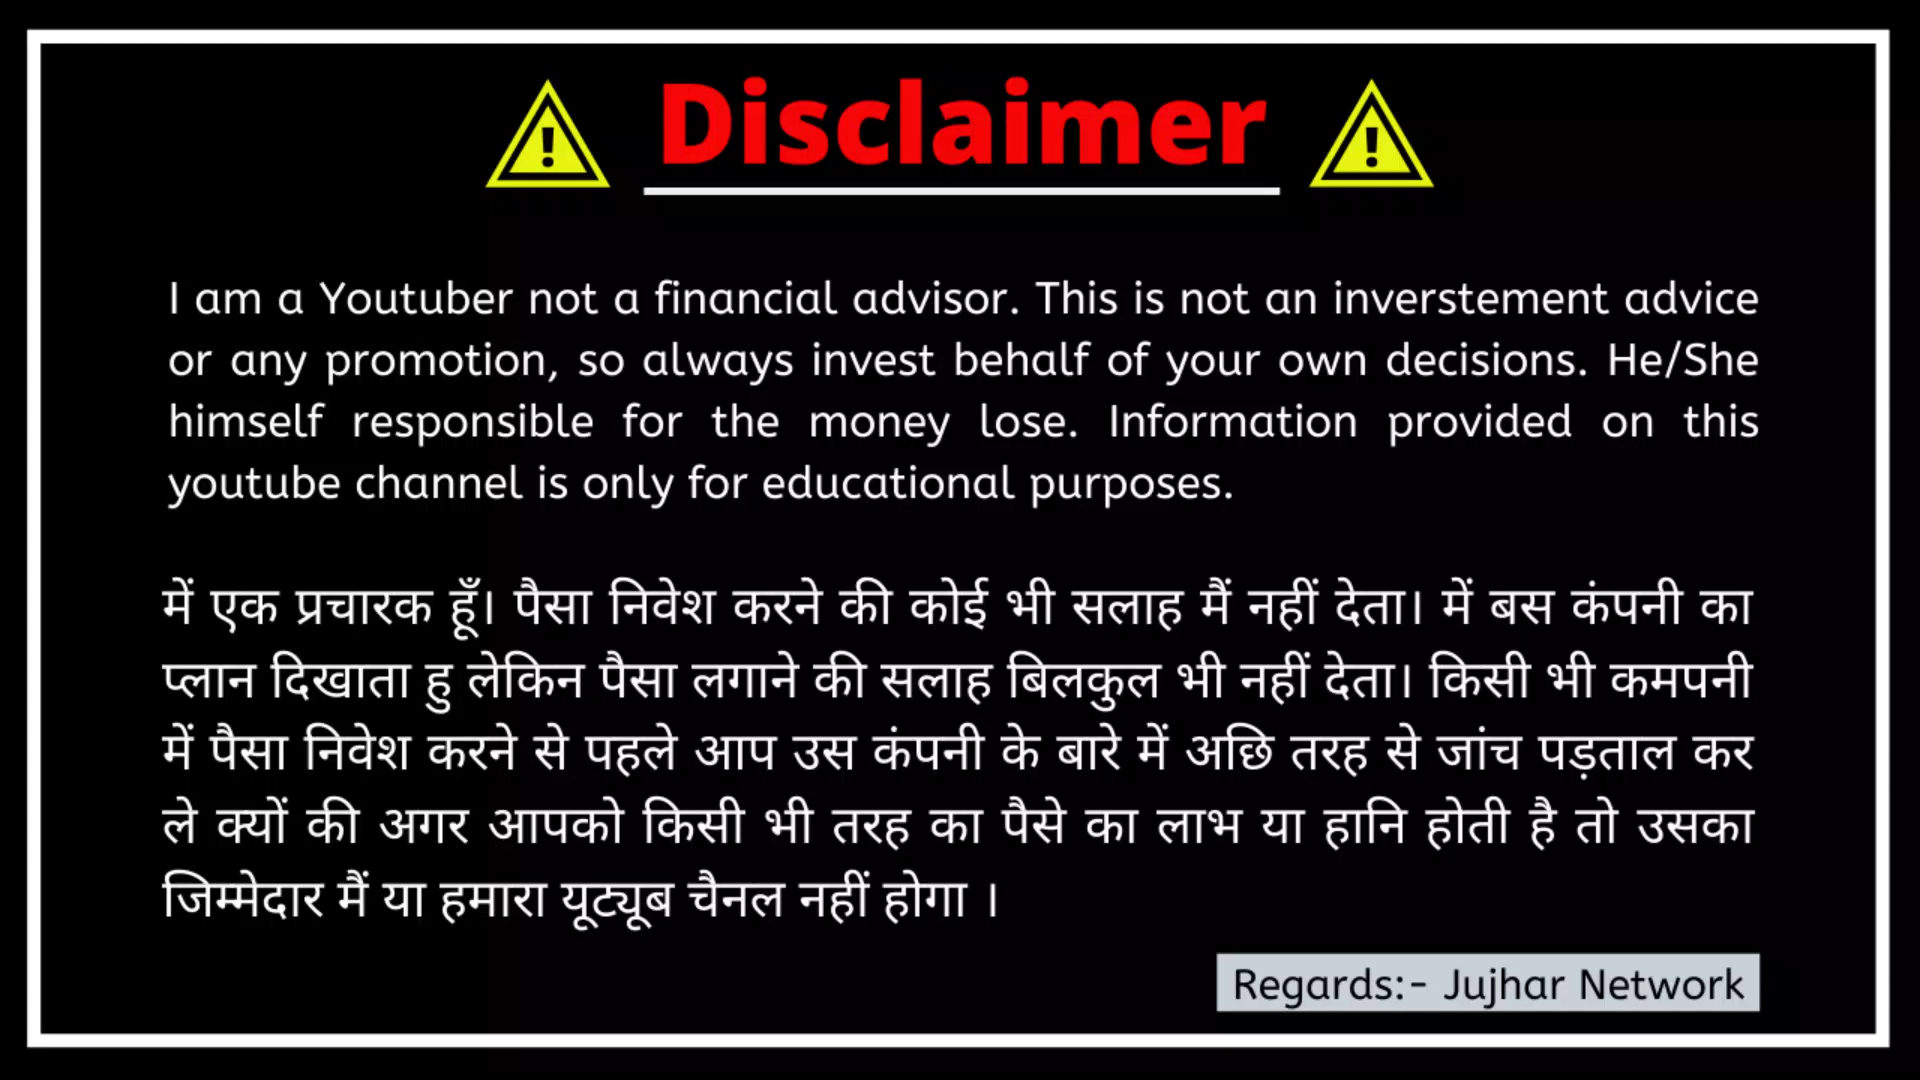 Disclaimer
I am a Youtuber not a financial advisor. This is not an inverstement advice
or any promotion, so always invest behalf of your own decisions. He/She
himself responsible for the money lose. Information provided on this
youtube channel is only for educational purposes.
में एक प्रचारक हूँ। पैसा निवेश करने की कोई भी सलाह मैं नहीं देता। में बस कंपनी का
प्लान दिखाता हु लेकिन पैसा लगाने की सलाह बिलकुल भी नहीं देता। किसी भी कमपनी
में पैसा निवेश करने से पहले आप उस कंपनी के बारे में अछि तरह से जांच पड़ताल कर
ले क्यों की अगर आपको किसी भी तरह का पैसे का लाभ या हानि होती है तो उसका
जिम्मेदार मैं या हमारा यूट्यूब चैनल नहीं होगा ।
Regards:- Jujhar Network